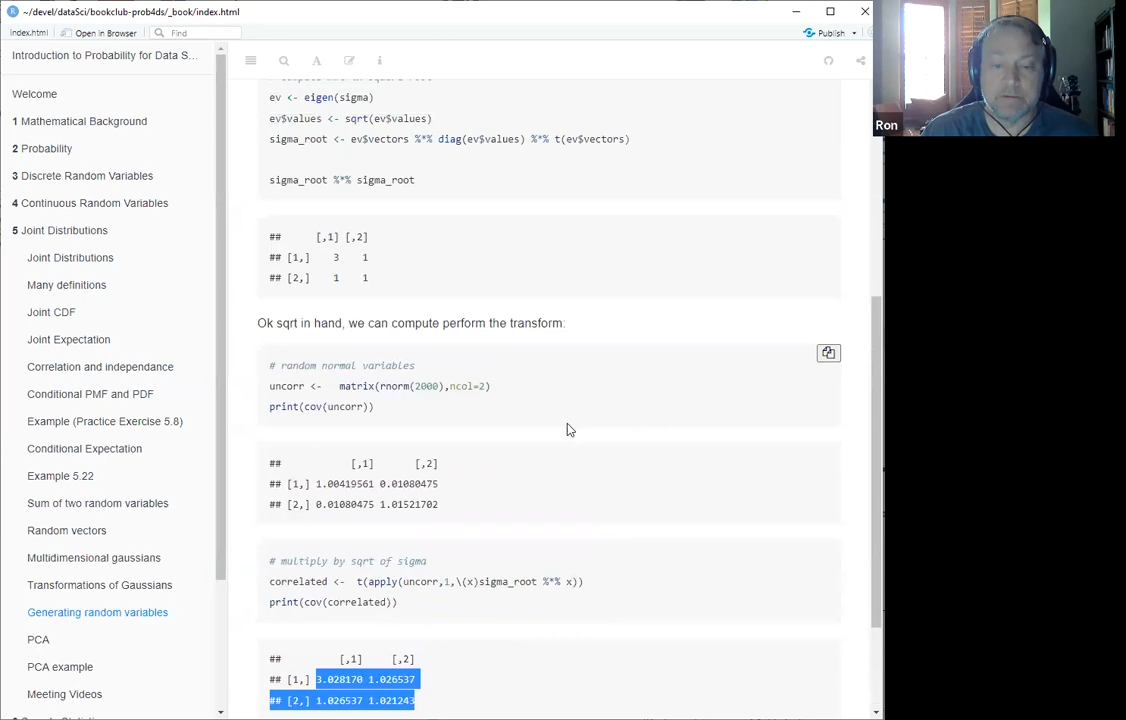 ~/devel/dataSci/bookclub-prob4ds/_book/index.html
index.html Open in Browser Find Publish
Introduction to Probability for Data S...
Welcome
1 Mathematical Background
2 Probability
3 Discrete Random Variables
4 Continuous Random Variables
5 Joint Distributions
Joint Distributions
Many definitions
Joint CDF
Joint Expectation
Correlation and independence
Conditional PMF and PDF
Example (Practice Exercise 5.8)
Conditional Expectation
Example 5.22
Sum of two random variables
Random vectors
Multidimensional gaussians
Transformations of Gaussians
Generating random variables
PCA
PCA example
Meeting Videos
ev <- eigen(sigma)
ev$values <- sqrt(ev$values)
sigma_root <- ev$vectors %*% diag(ev$values) %*% t(ev$vectors)
sigma_root %*% sigma_root
## [,1] [,2]
## [1,] 3 1
## [2,] 1 1
Ok sqrt in hand, we can compute perform the transform:
# random normal variables
uncorr <- matrix(rnorm(2000),ncol=2)
print(cov(uncorr))
## [,1] [,2]
## [1,] 1.00419561 0.01080475
## [2,] 0.01080475 1.01521702
# multiply by sqrt of sigma
correlated <- t(apply(uncorr,1,\(x)sigma_root %*% x))
print(cov(correlated))
## [,1] [,2]
## [1,] 3.028170 1.026537
## [2,] 1.026537 1.021243
Ron